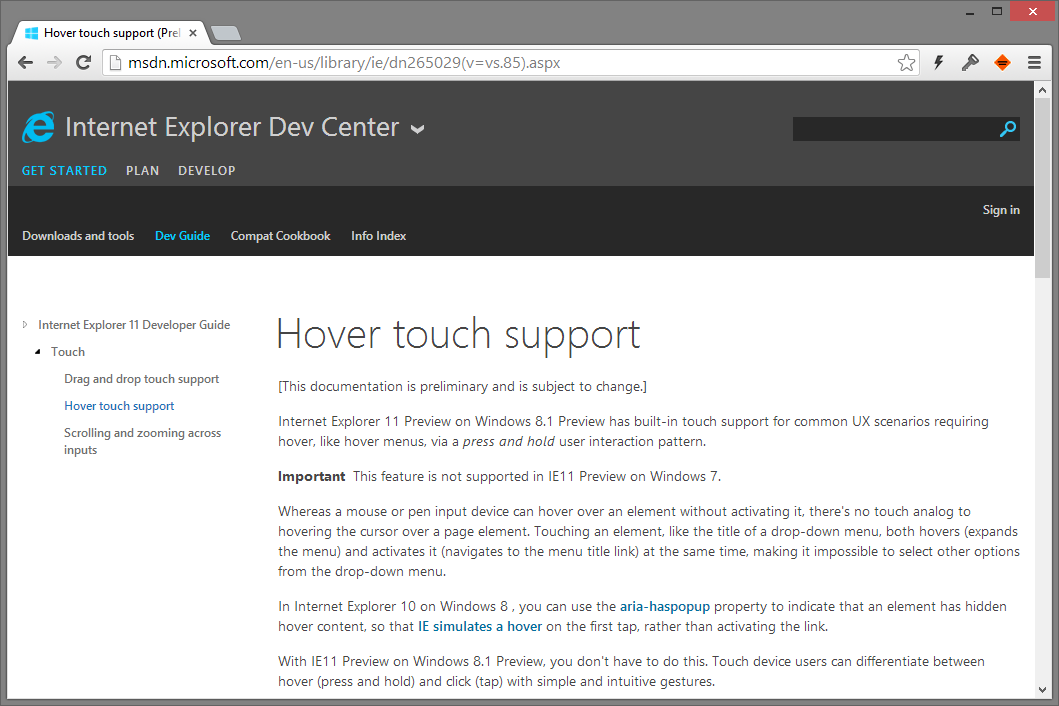 Hover touch support (Prel
msdn.microsoft.com/en-us/library/ie/dn265029(v=vs.85).aspx
Internet Explorer Dev Center
GET STARTED PLAN DEVELOP
Sign in
Downloads and tools Dev Guide Compat Cookbook Info Index
Internet Explorer 11 Developer Guide
Touch
Drag and drop touch support
Hover touch support
Scrolling and zooming across
inputs
Hover touch support
[This documentation is preliminary and is subject to change.]
Internet Explorer 11 Preview on Windows 8.1 Preview has built-in touch support for common UX scenarios requiring
hover, like hover menus, via a press and hold user interaction pattern.
Important This feature is not supported in IE11 Preview on Windows 7.
Whereas a mouse or pen input device can hover over an element without activating it, there's no touch analog to
hovering the cursor over a page element. Touching an element, like the title of a drop-down menu, both hovers (expands
the menu) and activates it (navigates to the menu title link) at the same time, making it impossible to select other options
from the drop-down menu.
In Internet Explorer 10 on Windows 8 , you can use the aria-haspopup property to indicate that an element has hidden
hover content, so that IE simulates a hover on the first tap, rather than activating the link.
With IE11 Preview on Windows 8.1 Preview, you don't have to do this. Touch device users can differentiate between
hover (press and hold) and click (tap) with simple and intuitive gestures.